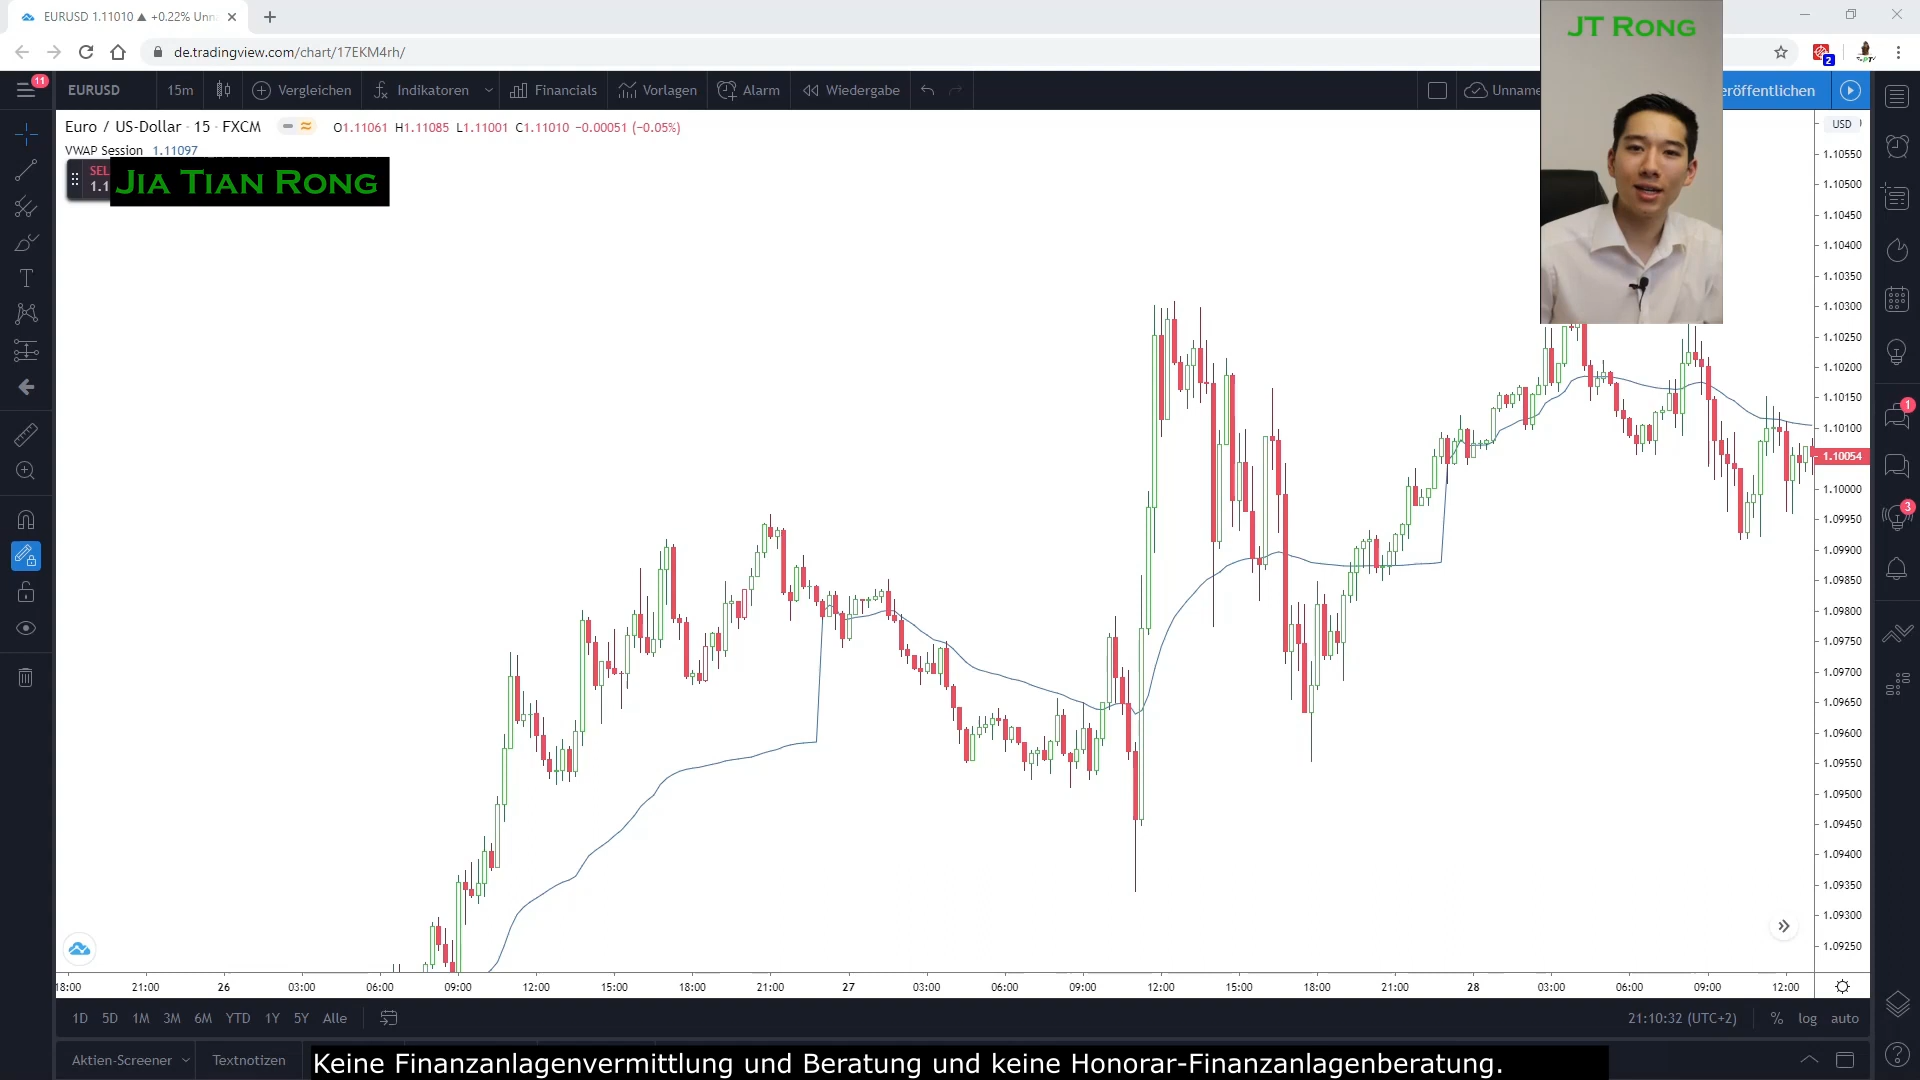 EURUSD 1.11010 ▲ +0.22% Unn
de.tradingview.com/chart/17EKM4rh/
JT Rong
11
EURUSD 15m Vergleichen Indikatoren Financials Vorlagen Alarm Wiedergabe Unname eröffentlichen
2
Euro / US-Dollar · 15 · FXCM O1.11061 H1.11085 L1.11001 C1.11010 −0.00051 (−0.05%)
USD
VWAP Session 1.11097
SEL
1.1
Jia Tian Rong
1.10550
1.10500
1.10450
1.10400
1.10350
1.10300
1.10250
1.10200
1.10150
1.10100
1.10054
1.10000
1.09950
1.09900
1.09850
1.09800
1.09750
1.09700
1.09650
1.09600
1.09550
1.09500
1.09450
1.09400
1.09350
1.09300
1.09250
1
3
18:00 21:00 26 03:00 06:00 09:00 12:00 15:00 18:00 21:00 27 03:00 06:00 09:00 12:00 15:00 18:00 21:00 28 03:00 06:00 09:00 12:00
1D 5D 1M 3M 6M YTD 1Y 5Y Alle 21:10:32 (UTC+2) % log auto
Aktien-Screener Textnotizen
Keine Finanzanlagenvermittlung und Beratung und keine Honorar-Finanzanlagenberatung.